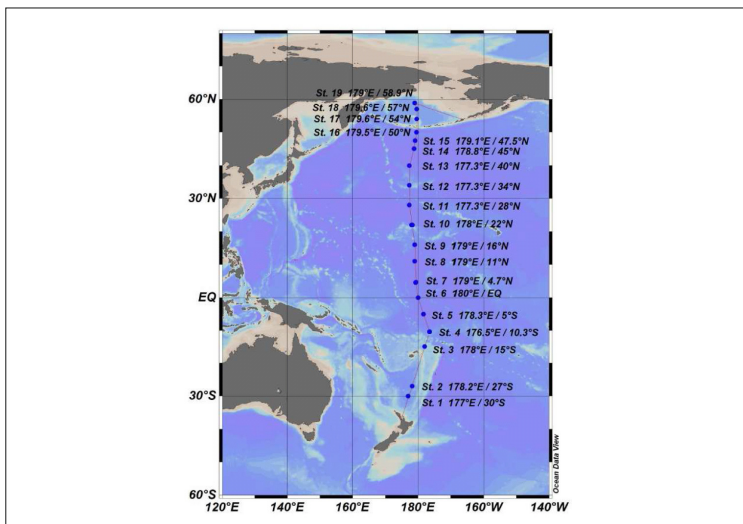 St. 19 179°E / 58.9°N
60°N
St. 18 179.6°E / 57°N
St. 17 179.6°E / 54°N
St. 16 179.5°E / 50°N
St. 15 179.1°E / 47.5°N
St. 14 178.8°E / 45°N
St. 13 177.3°E / 40°N
St. 12 177.3°E / 34°N
30°N
St. 11 177.3°E / 28°N
St. 10 178°E / 22°N
St. 9 179°E / 16°N
St. 8 179°E / 11°N
St. 7 179°E / 4.7°N
EQ
St. 6 180°E / EQ
St. 5 178.3°E / 5°S
St. 4 176.5°E / 10.3°S
St. 3 178°E / 15°S
St. 2 178.2°E / 27°S
30°S
St. 1 177°E / 30°S
Ocean Data View
60°S
120°E 140°E 160°E 180°E 160°W 140°W